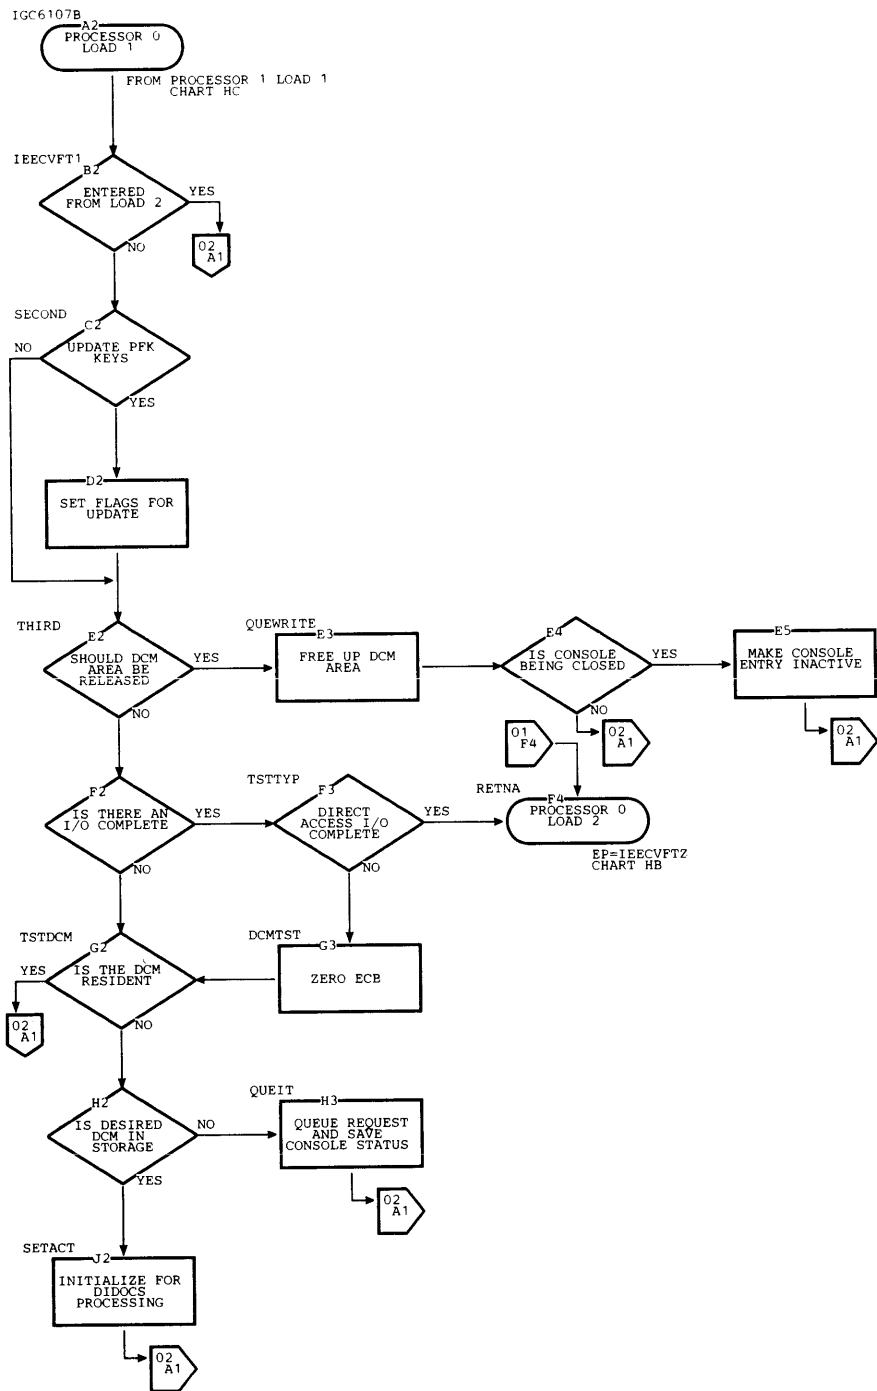 IGC6107B
A2
PROCESSOR 0
LOAD 1
FROM PROCESSOR 1 LOAD 1
CHART HC
IEECVFT1
B2
ENTERED
FROM LOAD 2
YES
02
A1
NO
SECOND
C2
UPDATE PFK
KEYS
NO
YES
D2
SET FLAGS FOR
UPDATE
THIRD
E2
SHOULD DCM
AREA BE
RELEASED
YES
NO
QUEWRITE
E3
FREE UP DCM
AREA
E4
IS CONSOLE
BEING CLOSED
YES
NO
E5
MAKE CONSOLE
ENTRY INACTIVE
01
F4
02
A1
02
A1
F2
IS THERE AN
I/O COMPLETE
YES
NO
TSTTYP
F3
DIRECT
ACCESS I/O
COMPLETE
YES
NO
RETNA
F4
PROCESSOR 0
LOAD 2
EP=IEECVFTZ
CHART HB
TSTDCM
G2
IS THE DCM
RESIDENT
YES
NO
02
A1
DCMTST
G3
ZERO ECB
H2
IS DESIRED
DCM IN
STORAGE
NO
YES
QUEIT
H3
QUEUE REQUEST
AND SAVE
CONSOLE STATUS
02
A1
SETACT
J2
INITIALIZE FOR
DIDOCS
PROCESSING
02
A1